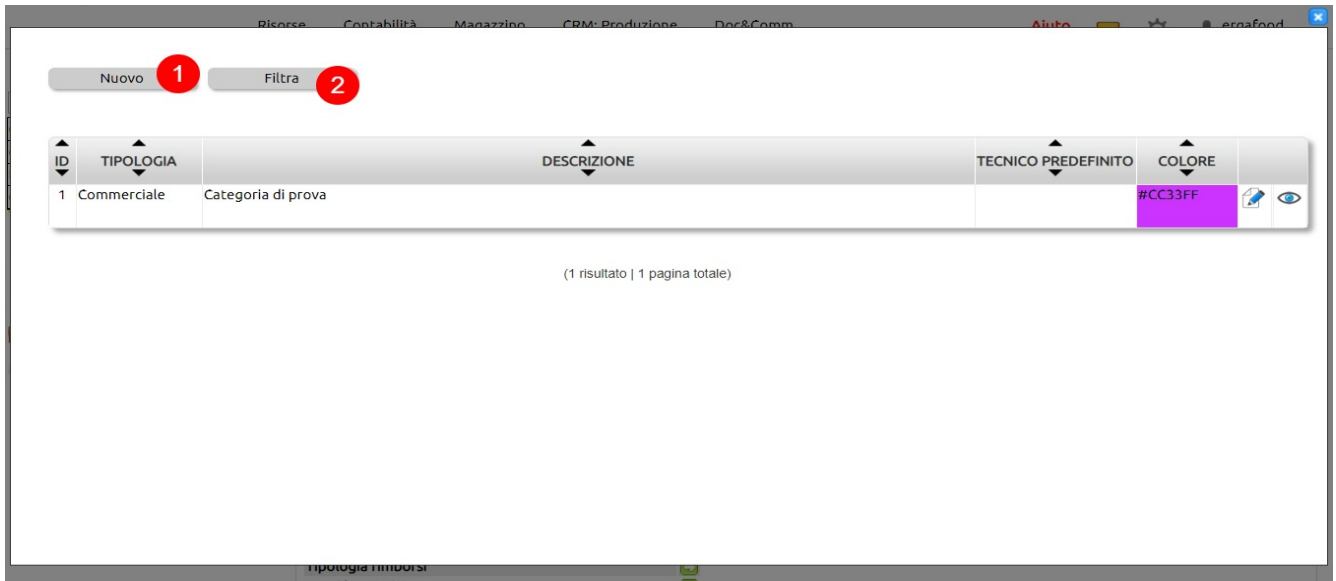 Risorse Contabilità Magazzino CRM: Produzione Doc&Comm Aiuto ergafood
Nuovo 1 Filtra 2
ID TIPOLOGIA DESCRIZIONE TECNICO PREDEFINITO COLORE
1 Commerciale Categoria di prova #CC33FF
(1 risultato | 1 pagina totale)
Tipologia rimborsi